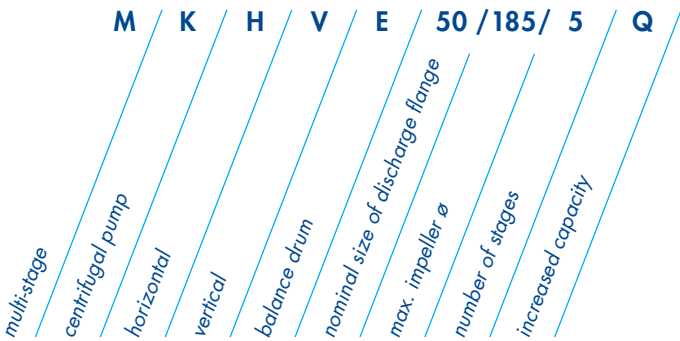 M K H V E 50 /185/ 5 Q
multi-stage
centrifugal pump
horizontal
vertical
balance drum
nominal size of discharge flange
max. impeller ø
number of stages
increased capacity